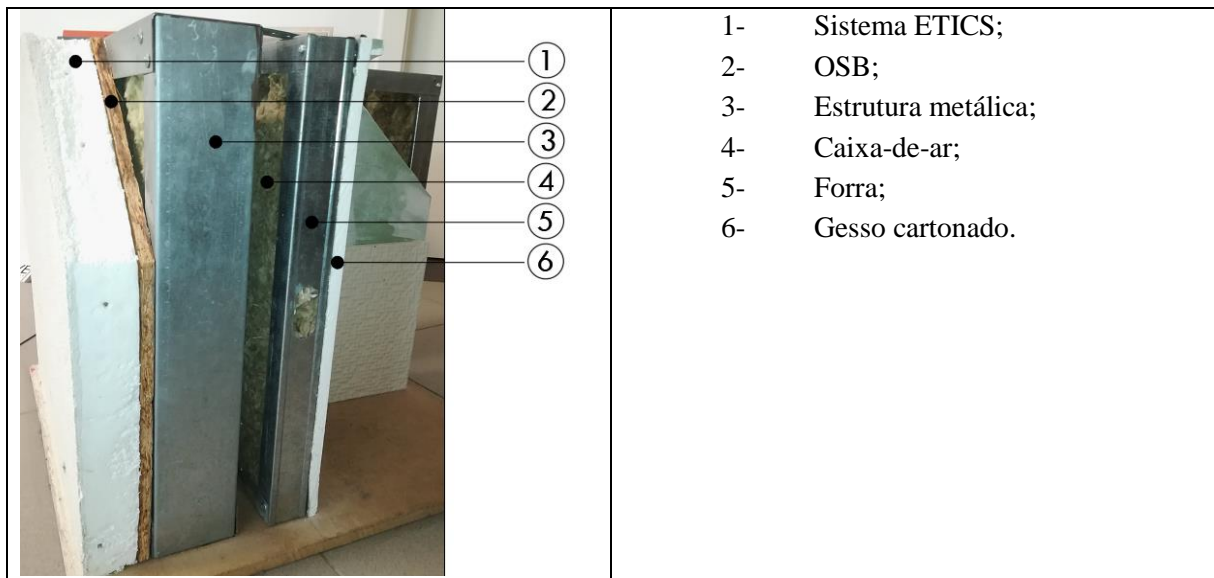 ①
②
③
④
⑤
⑥
1- Sistema ETICS;
2- OSB;
3- Estrutura metálica;
4- Caixa-de-ar;
5- Forra;
6- Gesso cartonado.